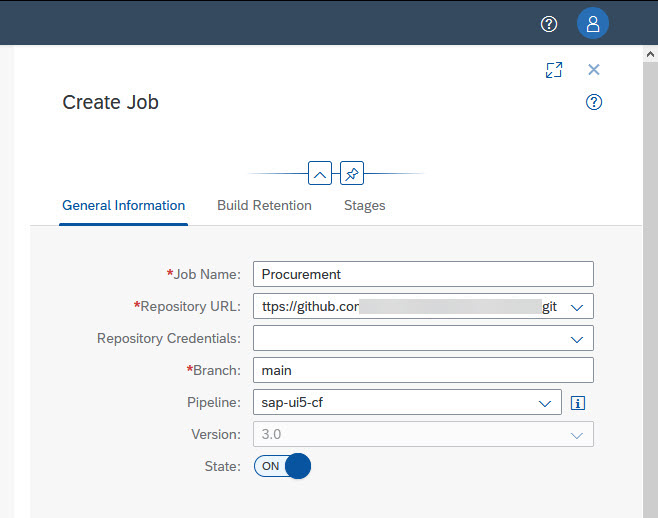 Create Job
General Information Build Retention Stages
*Job Name: Procurement
*Repository URL: ttps://github.cor git
Repository Credentials:
*Branch: main
Pipeline: sap-ui5-cf
Version: 3.0
State: ON